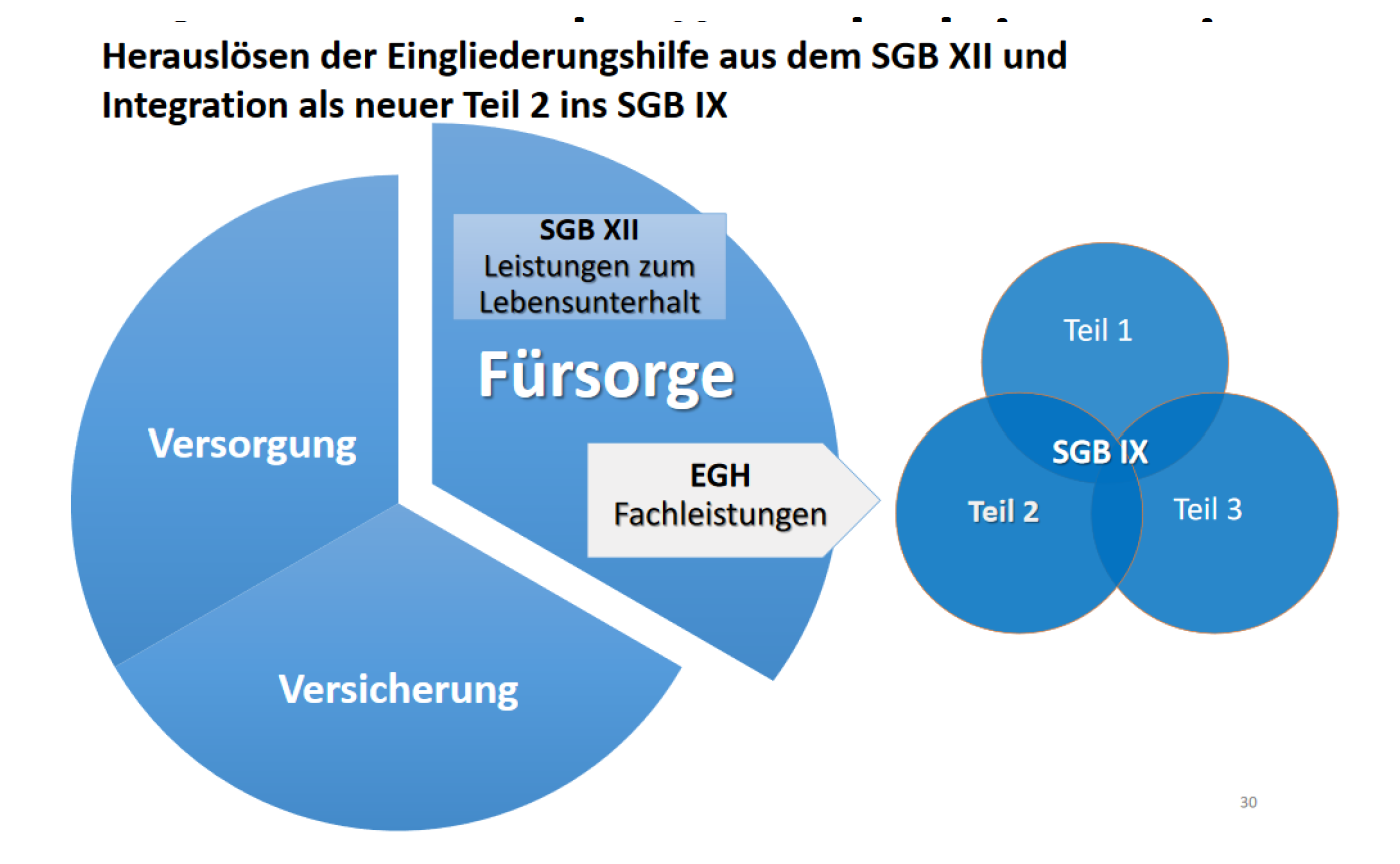 Herauslösen der Eingliederungshilfe aus dem SGB XII und
Integration als neuer Teil 2 ins SGB IX
SGB XII
Leistungen zum
Lebensunterhalt
Fürsorge
Versorgung
EGH
Fachleistungen
Versicherung
Teil 1
SGB IX
Teil 2
Teil 3
30